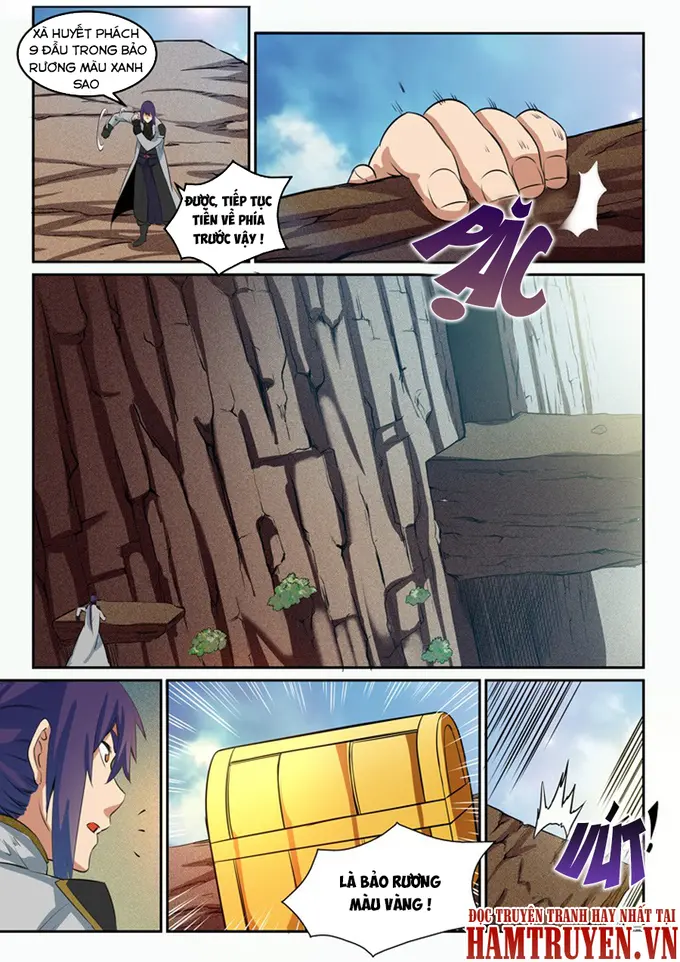 XÀ HUYẾT PHÁCH
9 ĐẦU TRONG BẢO
RƯƠNG MÀU XANH
SAO
ĐƯỢC, TIẾP TỤC
TIẾN VỀ PHÍA
TRƯỚC VẬY !
PẶC
LÀ BẢO RƯƠNG
MÀU VÀNG !
VÚT!
ĐỌC TRUYỆN TRANH HAY NHẤT TẠI
HAMTRUYEN.VN